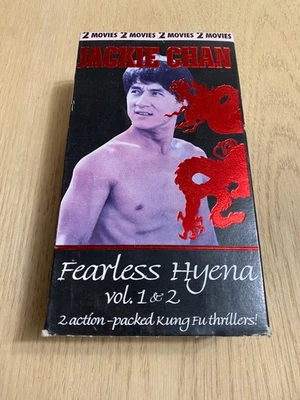 2 MOVIES 2 MOVIES 2 MOVIES 2 MOVIES
JACKIE CHAN
Fearless Hyena
vol. 1 & 2
2 action-packed Kung Fu thrillers!